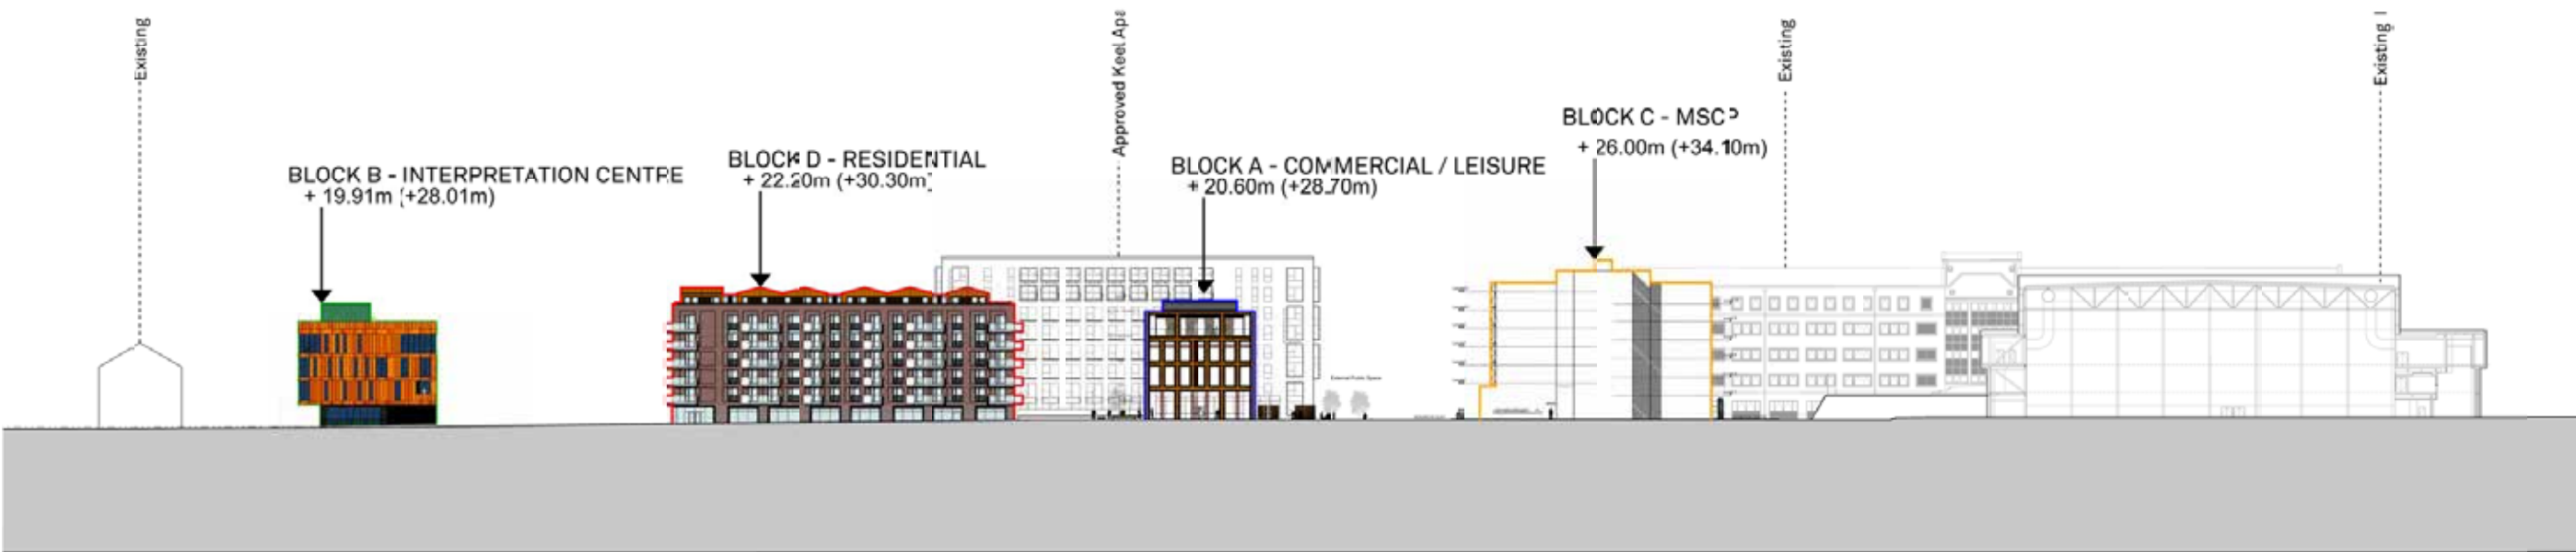 Existing
BLOCK B - INTERPRETATION CENTRE
+ 19.91m (+28.01m)
BLOCK D - RESIDENTIAL
+ 22.20m (+30.30m)
Approved Keel Apa
BLOCK A - COMMERCIAL / LEISURE
+ 20.60m (+28.70m)
BLOCK C - MSCP
+ 26.00m (+34.10m)
Existing
Existing